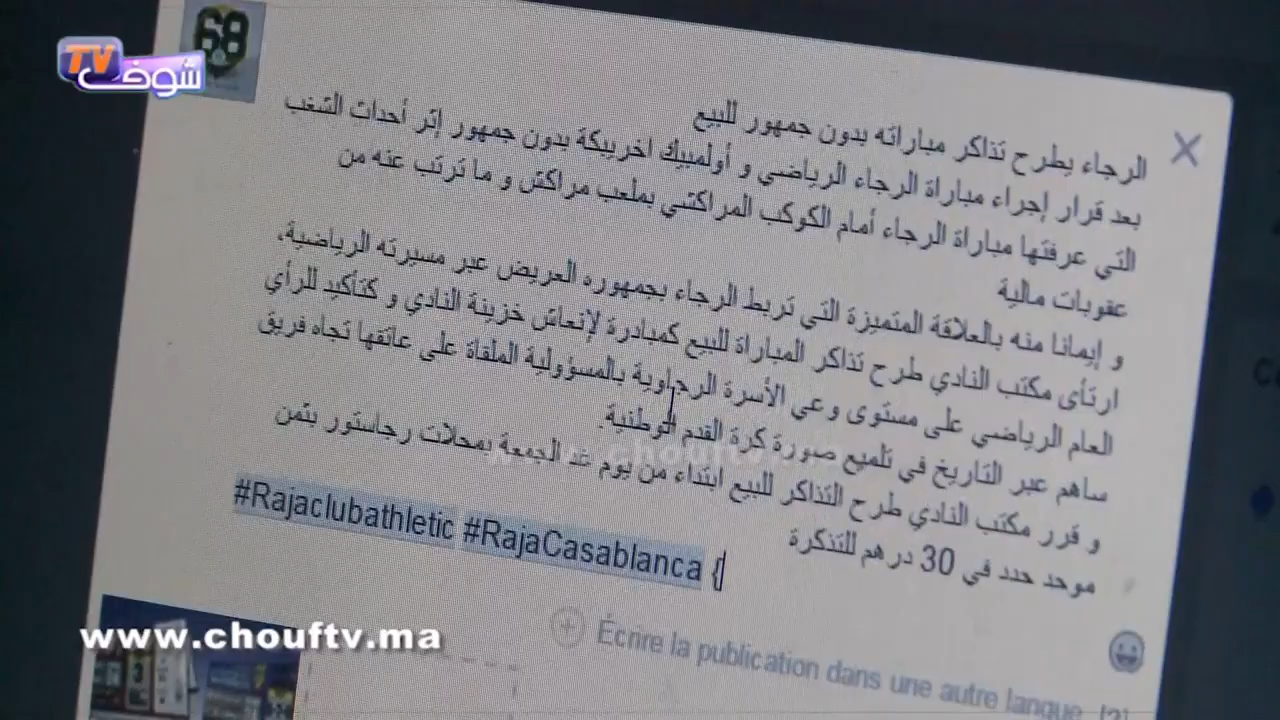 68
TV
شوف
الرجاء يطرح تذاكر مباراته بدون جمهور للبيع
بعد قرار إجراء مباراة الرجاء الرياضي و أولمبيك اخريبكة بدون جمهور إثر أحداث الشغب
التي عرفتها مباراة الرجاء أمام الكوكب المراكشي بملعب مراكش و ما ترتب عنه من
عقوبات مالية
و إيمانا منه بالعلاقة المتميزة التي تربط الرجاء بجمهوره العريض عبر مسيرته الرياضية،
ارتأى مكتب النادي طرح تذاكر المباراة للبيع كمبادرة لإنعاش خزينة النادي و كتأكيد للرأي
العام الرياضي على مستوى وعي الأسرة الرجاوية بالمسؤولية الملقاة على عاتقها تجاه فريق
ساهم عبر التاريخ في تلميع صورة كرة القدم الوطنية.
و قرر مكتب النادي طرح التذاكر للبيع ابتداء من يوم غد الجمعة بمحلات رجاستور بثمن
موحد حدد في 30 درهم للتذكرة
#Rajaclubathletic #RajaCasablanca {
www.chouftv.ma
Écrire la publication dans une autre langue [?]
www.chouftv.ma